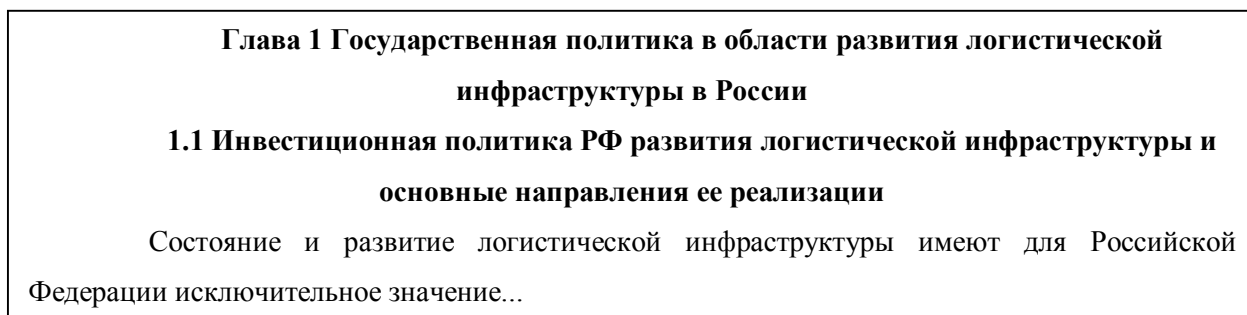 Глава 1 Государственная политика в области развития логистической
инфраструктуры в России
1.1 Инвестиционная политика РФ развития логистической инфраструктуры и
основные направления ее реализации
Состояние и развитие логистической инфраструктуры имеют для Российской
Федерации исключительное значение...